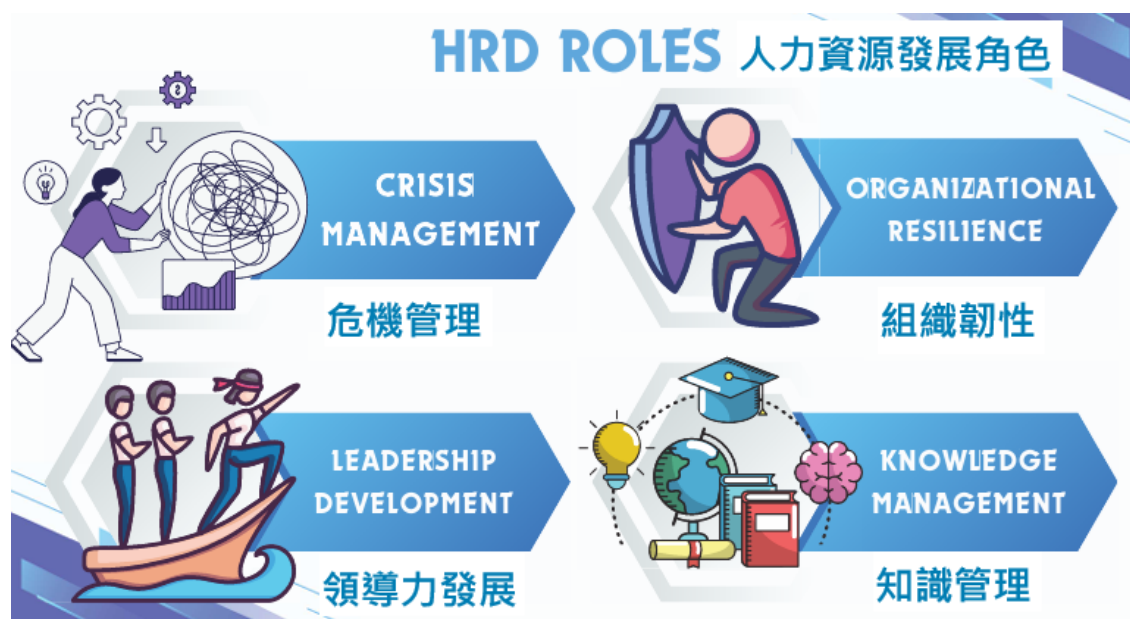 HRD ROLES 人力資源發展角色
CRISIS
MANAGEMENT
危機管理
ORGANIZATIONAL
RESILIENCE
組織韌性
LEADERSHIP
DEVELOPMENT
領導力發展
KNOWLEDGE
MANAGEMENT
知識管理